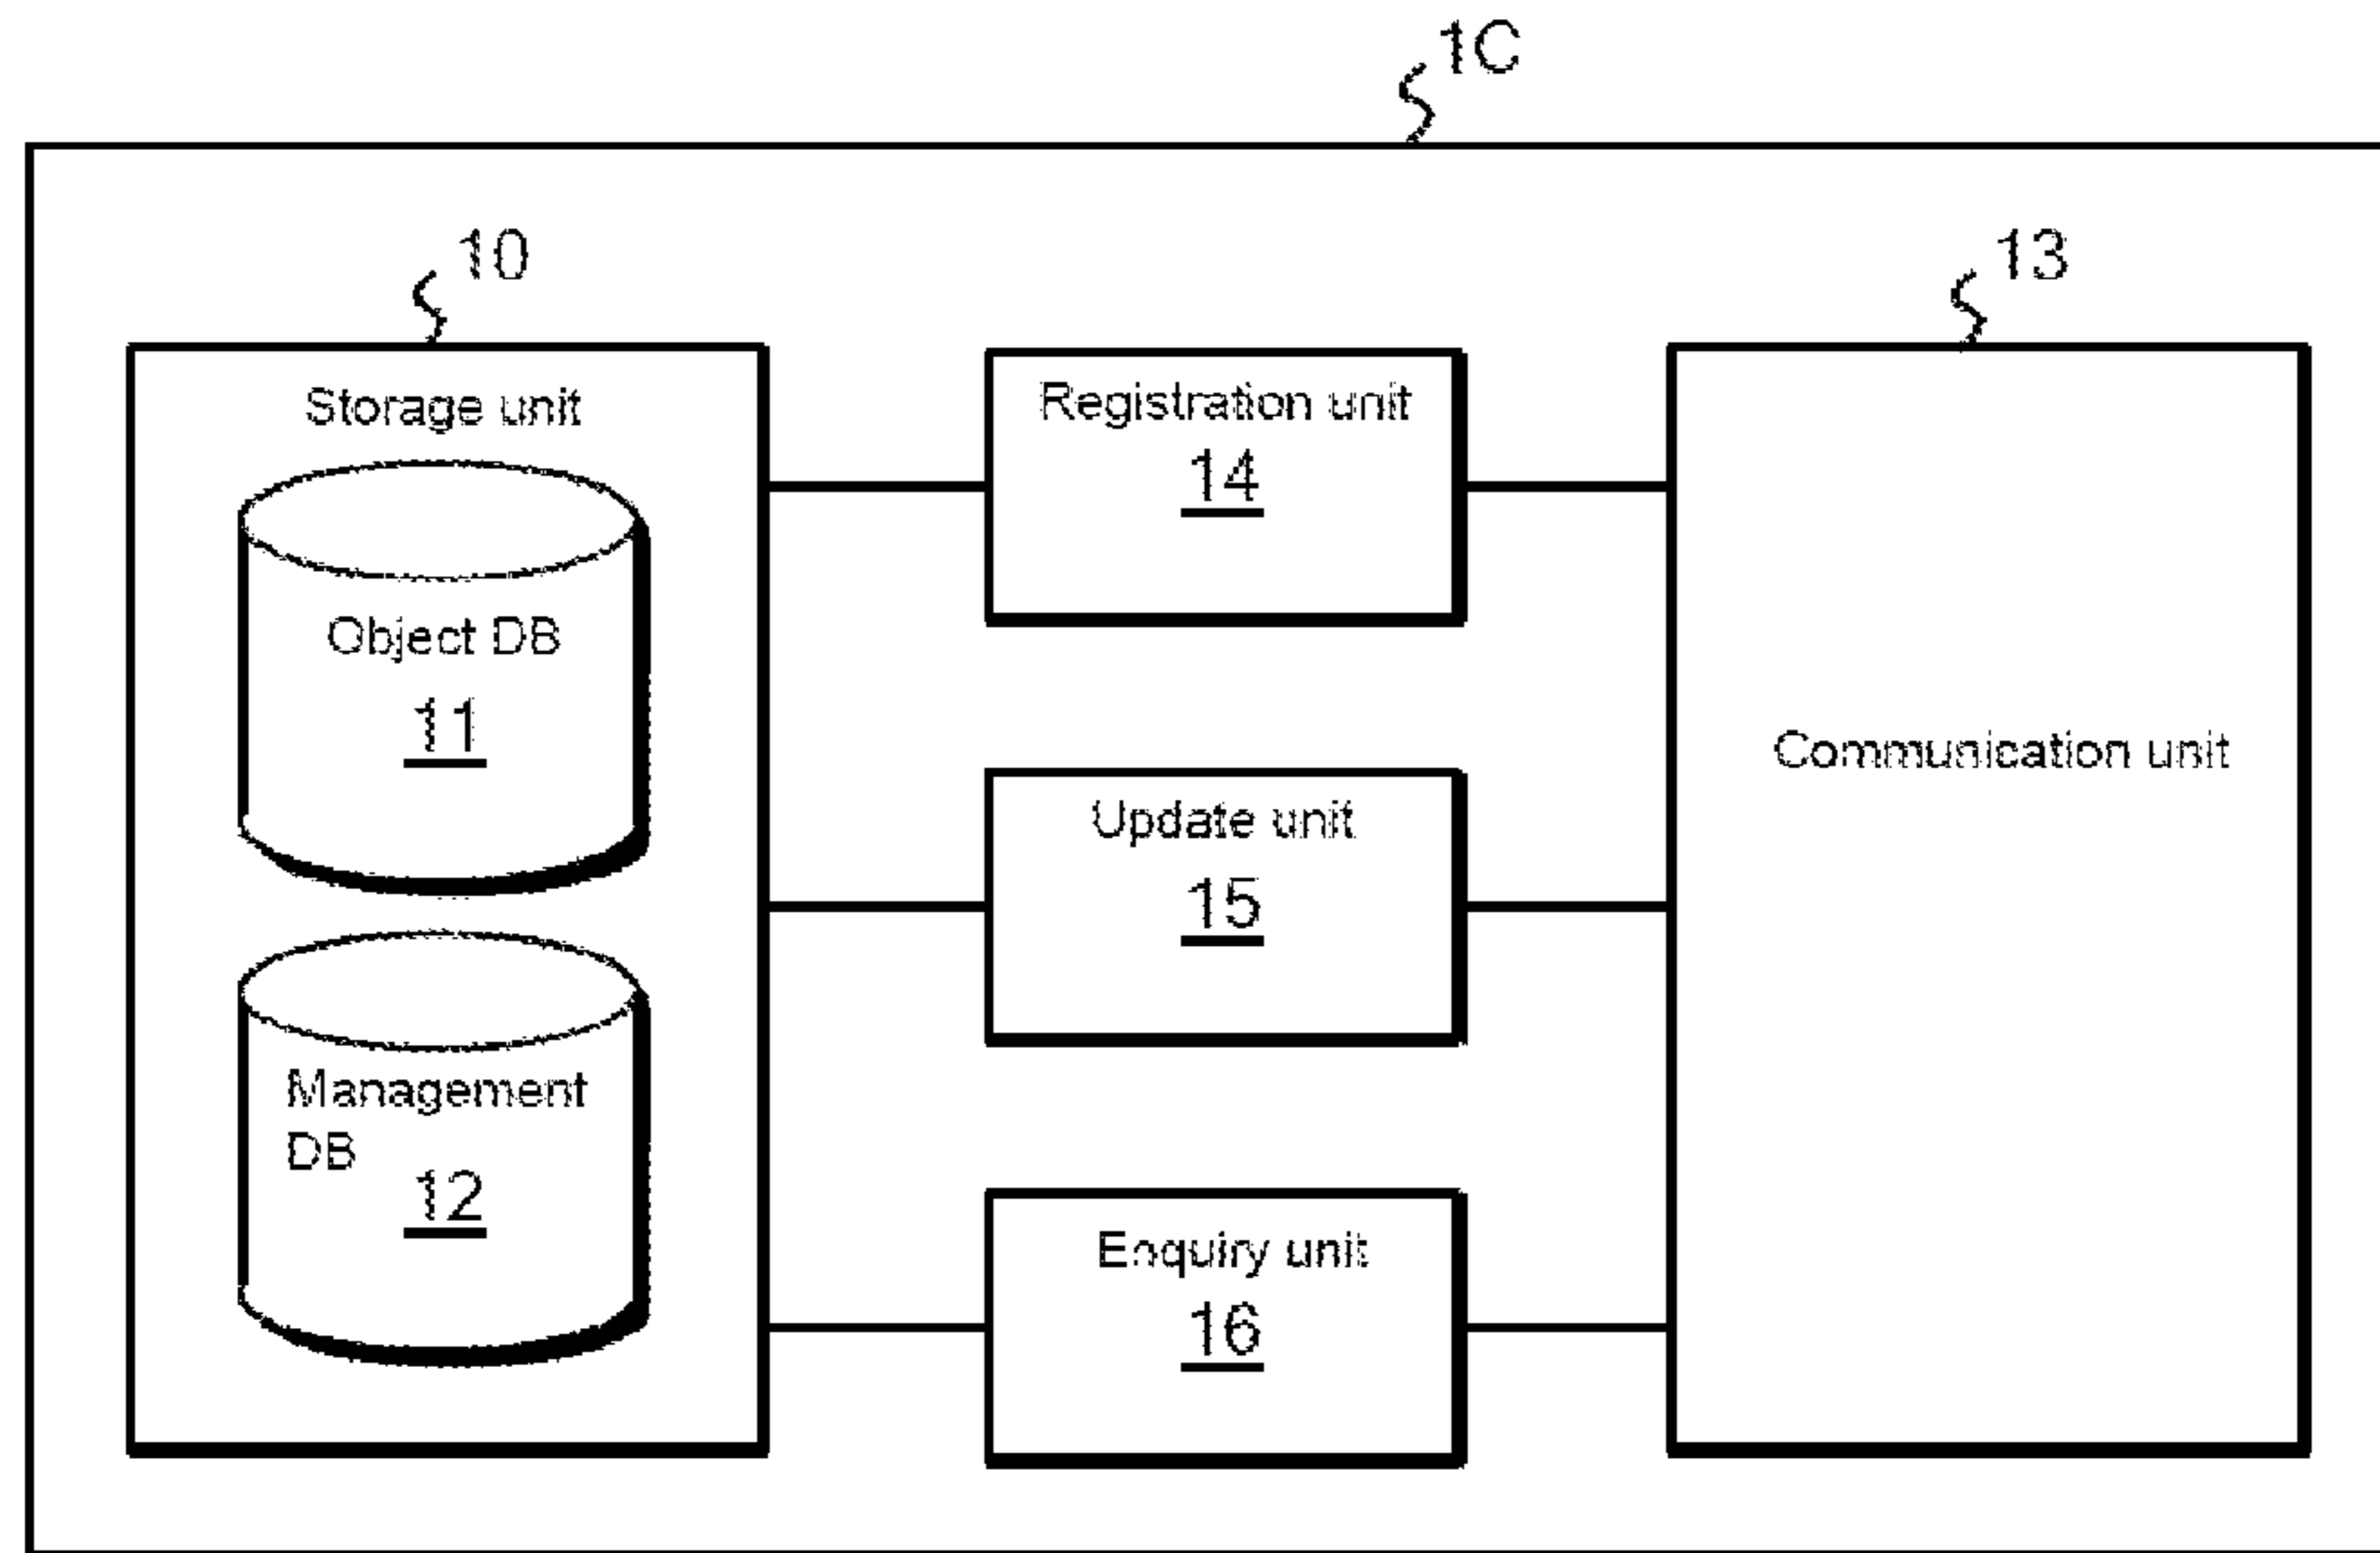 1C
10
13
Storage unit
Object DB
11
Management
DB
12
Registration unit
14
Update unit
15
Enquiry unit
16
Communication unit